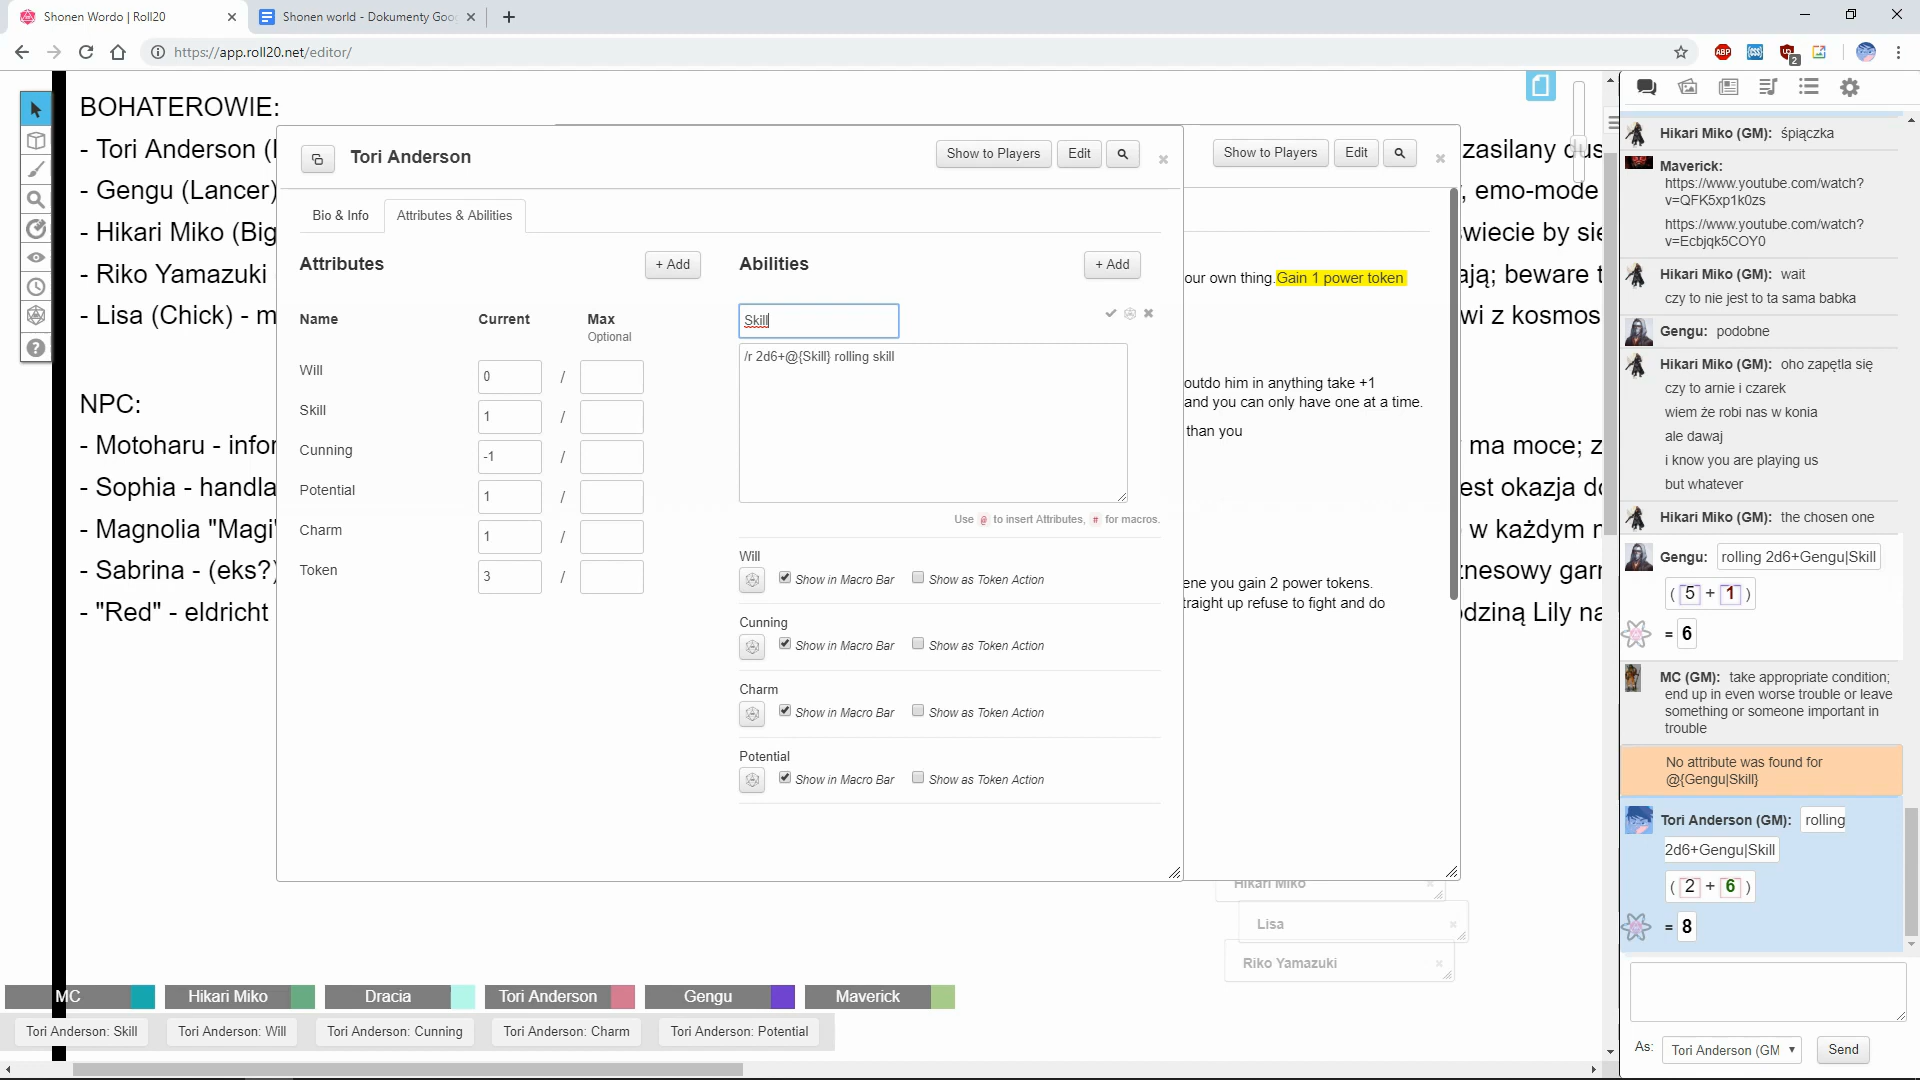 Shonen Wordo | Roll20
Shonen world - Dokumenty Goo
https://app.roll20.net/editor/
ABP
2
BOHATEROWIE:
- Tori Anderson (
- Gengu (Lancer)
- Hikari Miko (Big
- Riko Yamazuki
- Lisa (Chick) - m
NPC:
- Motoharu - infor
- Sophia - handla
- Magnolia "Magi"
- Sabrina - (eks?)
- "Red" - eldricht
Tori Anderson
Show to Players
Edit
Bio & Info
Attributes & Abilities
Attributes
+ Add
Name
Current
Max
Optional
Will
0
/
Skill
1
/
Cunning
-1
/
Potential
1
/
Charm
1
/
Token
3
/
Abilities
+ Add
Skill
/r 2d6+@{Skill} rolling skill
Use @ to insert Attributes, # for macros.
Will
Show in Macro Bar
Show as Token Action
Cunning
Show in Macro Bar
Show as Token Action
Charm
Show in Macro Bar
Show as Token Action
Potential
Show in Macro Bar
Show as Token Action
Show to Players
Edit
our own thing.Gain 1 power token
outdo him in anything take +1
and you can only have one at a time.
than you
ene you gain 2 power tokens.
traight up refuse to fight and do
zasilany dus
, emo-mode
wiecie by sie
ają; beware t
wi z kosmos
ma moce; z
est okazja do
w każdym n
znesowy garn
odziną Lily na
Hikari Miko
Lisa
Riko Yamazuki
MC
Hikari Miko
Dracia
Tori Anderson
Gengu
Maverick
Tori Anderson: Skill
Tori Anderson: Will
Tori Anderson: Cunning
Tori Anderson: Charm
Tori Anderson: Potential
Hikari Miko (GM): śpiączka
Maverick:
https://www.youtube.com/watch?
v=QFK5xp1k0zs
https://www.youtube.com/watch?
v=Ecbjqk5COY0
Hikari Miko (GM): wait
czy to nie jest to ta sama babka
Gengu: podobne
Hikari Miko (GM): oho zapętla się
czy to arnie i czarek
wiem że robi nas w konia
ale dawaj
i know you are playing us
but whatever
Hikari Miko (GM): the chosen one
Gengu: rolling 2d6+Gengu|Skill
( 5 + 1 )
= 6
MC (GM): take appropriate condition;
end up in even worse trouble or leave
something or someone important in
trouble
No attribute was found for
@{Gengu|Skill}
Tori Anderson (GM): rolling
2d6+Gengu|Skill
( 2 + 6 )
= 8
As:
Tori Anderson (GM
Send